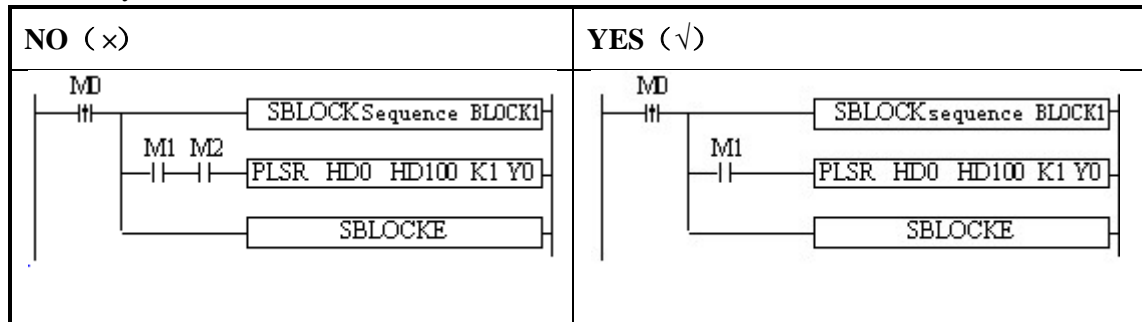 NO（×）
YES（√）
M0
SBLOCK Sequence BLOCK1
M1 M2
PLSR HD0 HD100 K1 Y0
SBLOCKE
M0
SBLOCK sequence BLOCK1
M1
PLSR HD0 HD100 K1 Y0
SBLOCKE